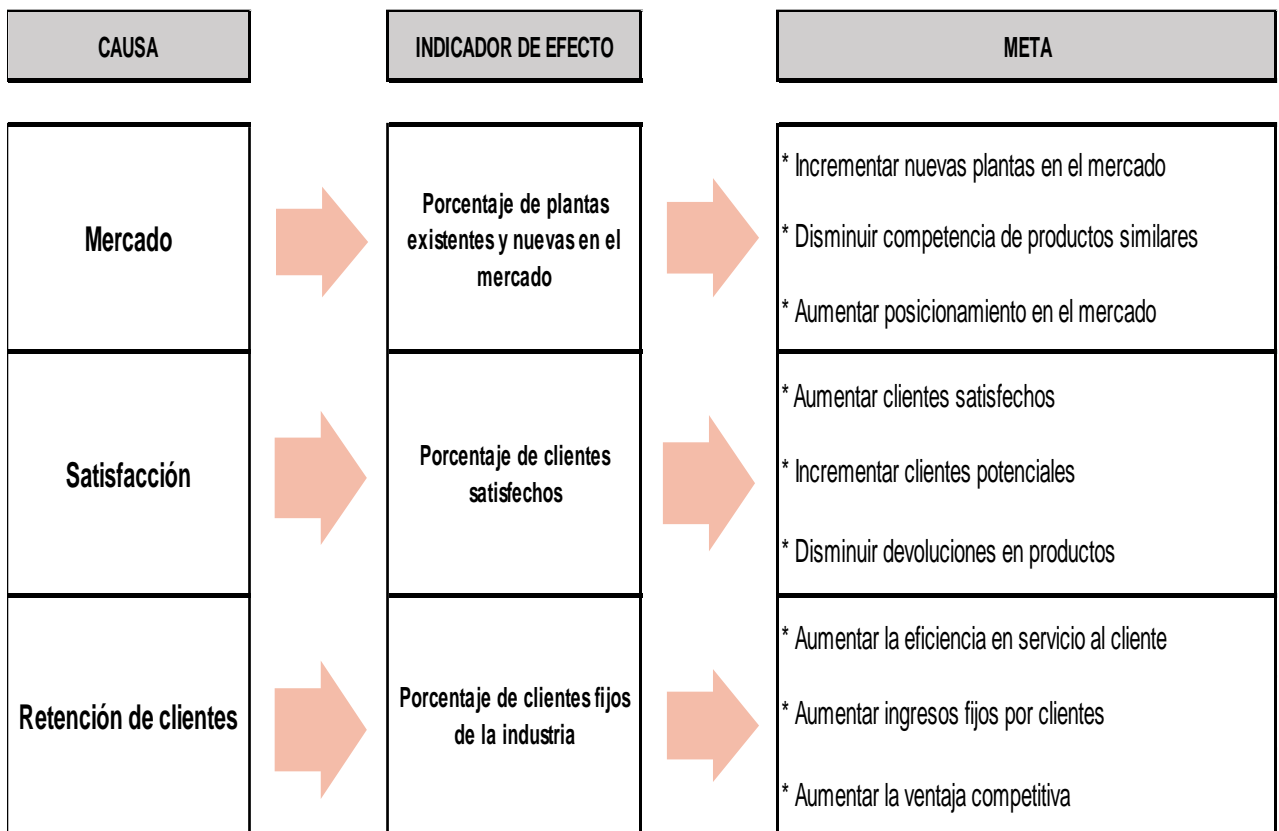 CAUSA
INDICADOR DE EFECTO
META
Mercado
Porcentaje de plantas
existentes y nuevas en el
mercado
* Incrementar nuevas plantas en el mercado
* Disminuir competencia de productos similares
* Aumentar posicionamiento en el mercado
Satisfacción
Porcentaje de clientes
satisfechos
* Aumentar clientes satisfechos
* Incrementar clientes potenciales
* Disminuir devoluciones en productos
Retención de clientes
Porcentaje de clientes fijos
de la industria
* Aumentar la eficiencia en servicio al cliente
* Aumentar ingresos fijos por clientes
* Aumentar la ventaja competitiva